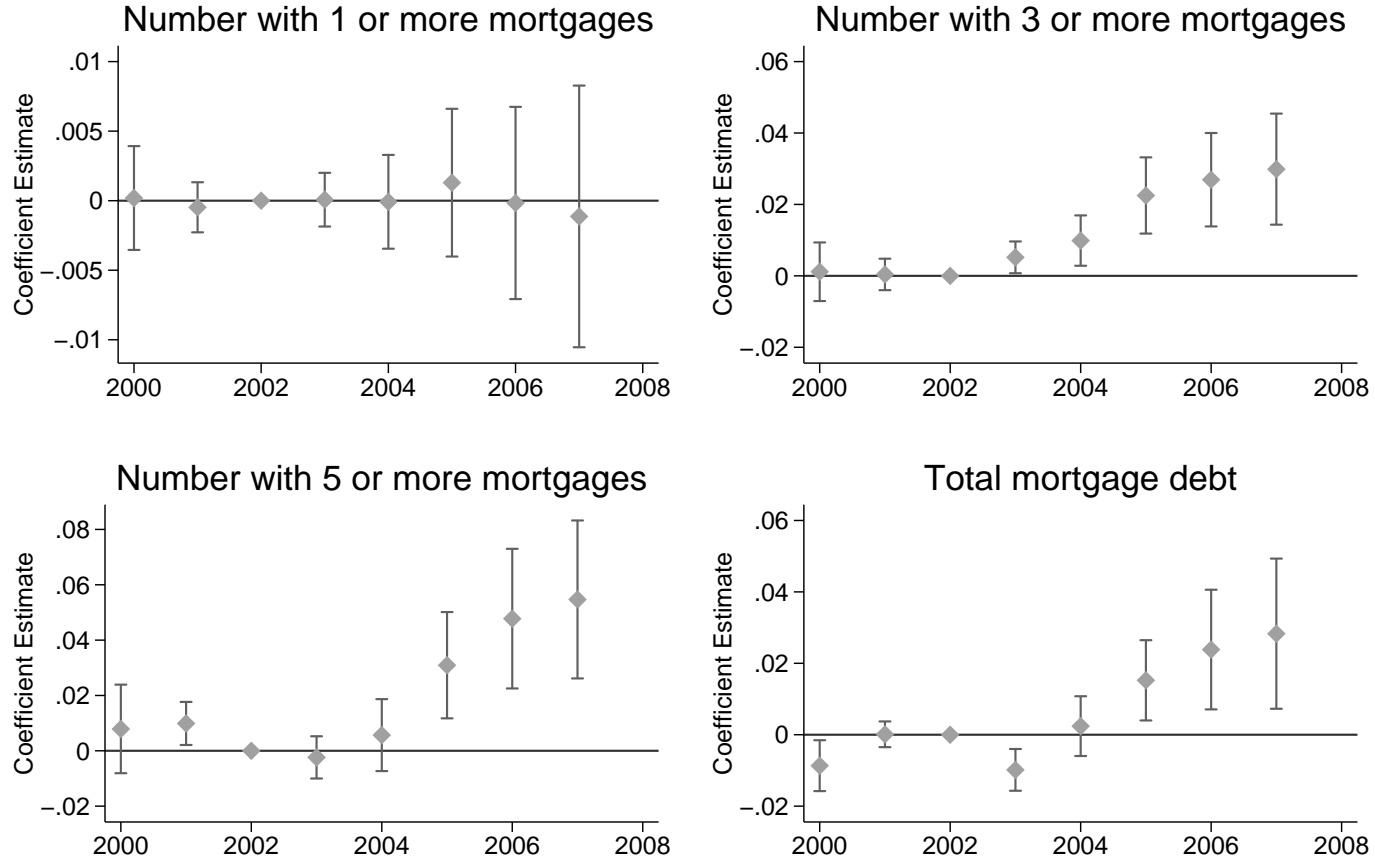 Number with 1 or more mortgages
Coefficient Estimate
.01
.005
0
−.005
−.01
2000 2002 2004 2006 2008
Number with 3 or more mortgages
Coefficient Estimate
.06
.04
.02
0
−.02
2000 2002 2004 2006 2008
Number with 5 or more mortgages
Coefficient Estimate
.08
.06
.04
.02
0
−.02
2000 2002 2004 2006 2008
Total mortgage debt
Coefficient Estimate
.06
.04
.02
0
−.02
2000 2002 2004 2006 2008